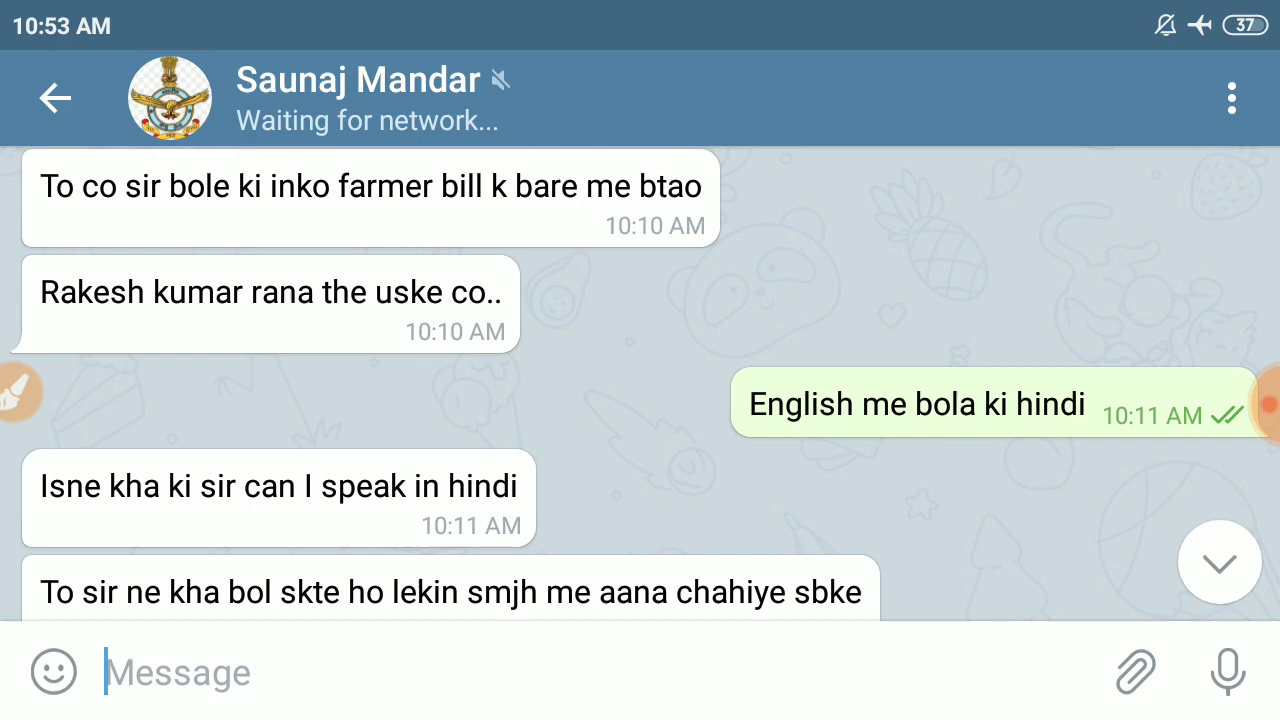 10:53 AM
37
Saunaj Mandar
Waiting for network...
To co sir bole ki inko farmer bill k bare me btao
10:10 AM
Rakesh kumar rana the uske co..
10:10 AM
English me bola ki hindi
10:11 AM
Isne kha ki sir can I speak in hindi
10:11 AM
To sir ne kha bol skte ho lekin smjh me aana chahiye sbke
Message